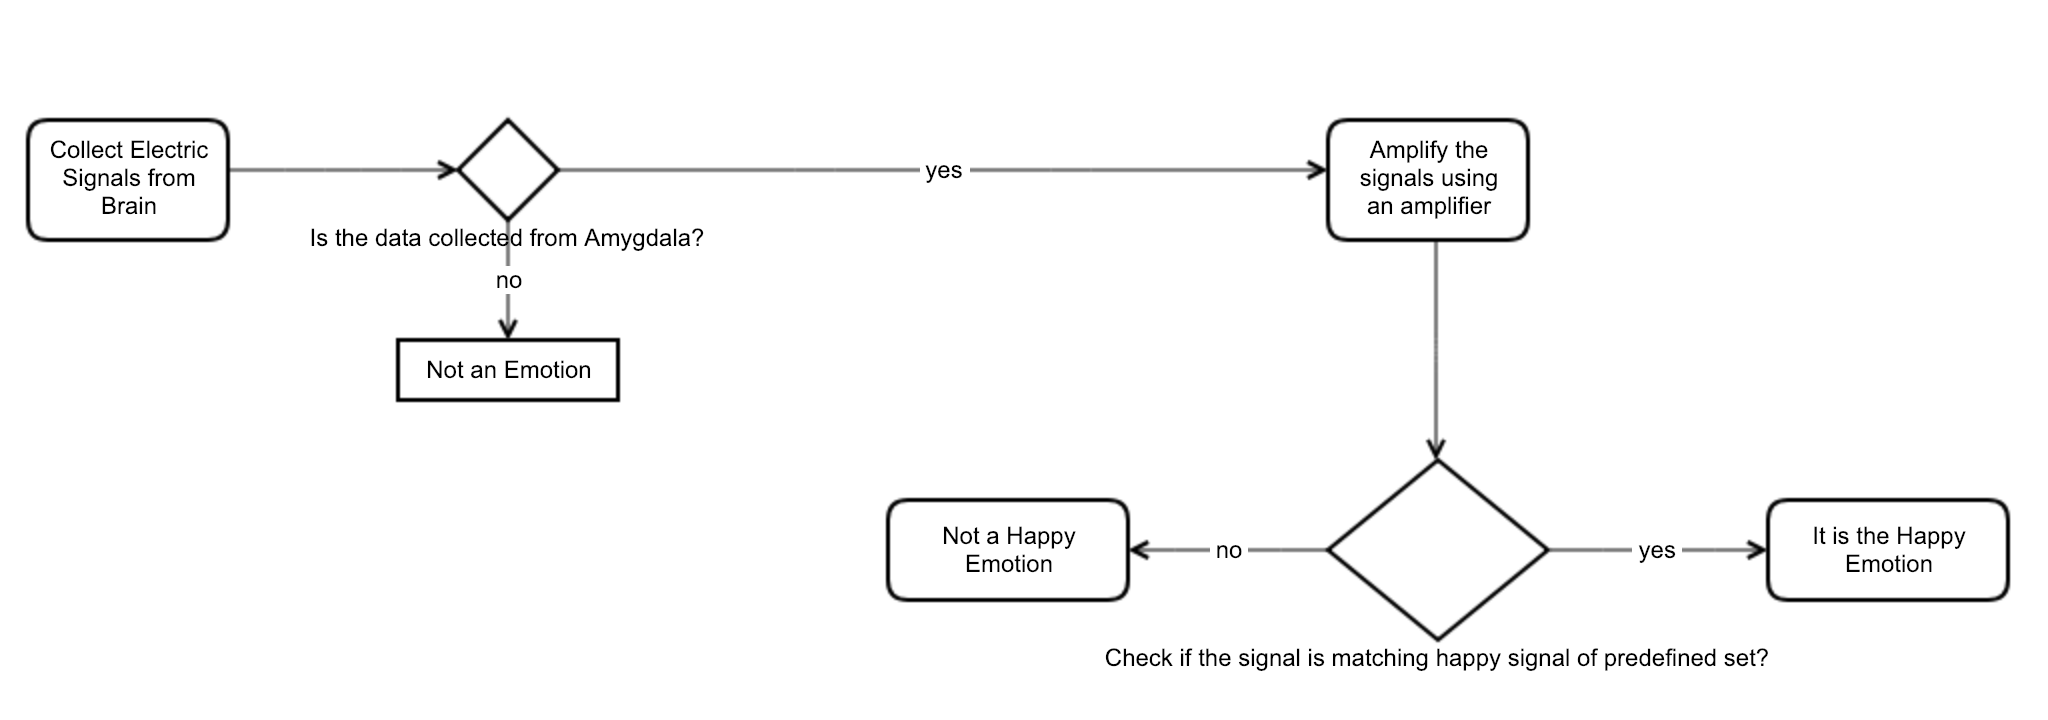 Collect Electric
Signals from
Brain
yes
Amplify the
signals using
an amplifier
Is the data collected from Amygdala?
no
Not an Emotion
Not a Happy
Emotion
no
yes
It is the Happy
Emotion
Check if the signal is matching happy signal of predefined set?